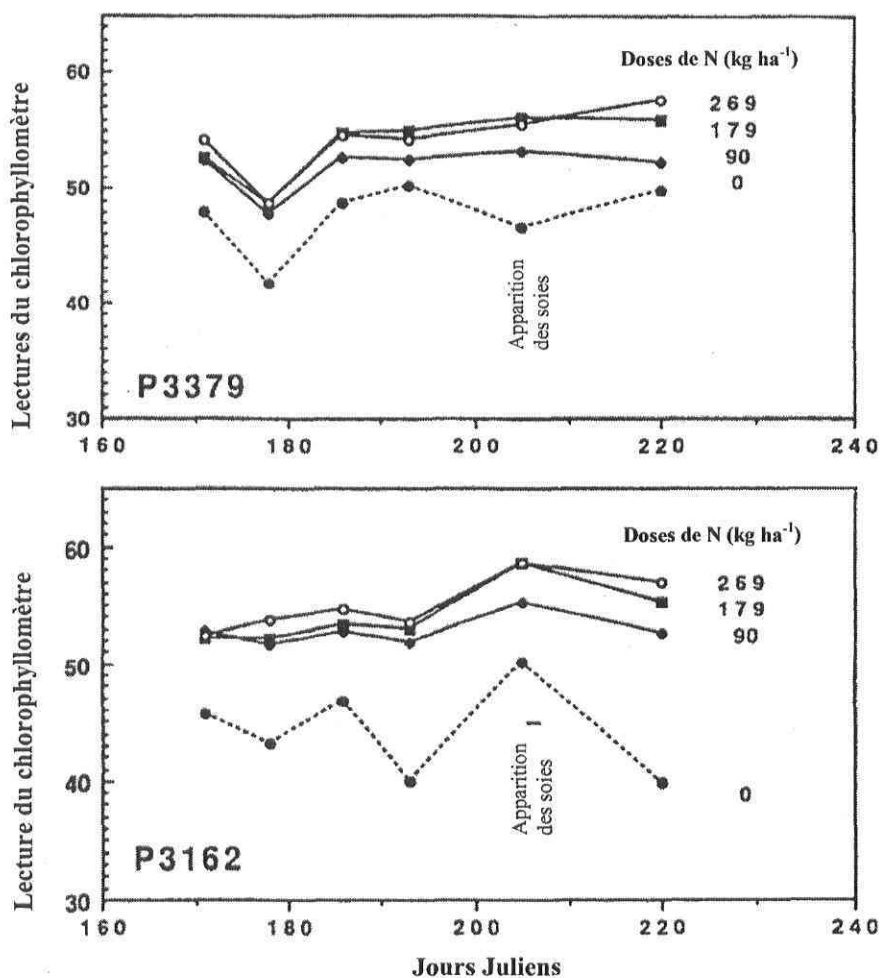 Lectures du chlorophyllomètre
60
50
40
30
Doses de N (kg ha⁻¹)
269
179
90
0
Apparition
des soies
P3379
160 180 200 220 240
Lecture du chlorophyllomètre
60
50
40
30
Doses de N (kg ha⁻¹)
269
179
90
0
Apparition
des soies
P3162
160 180 200 220 240
Jours Juliens